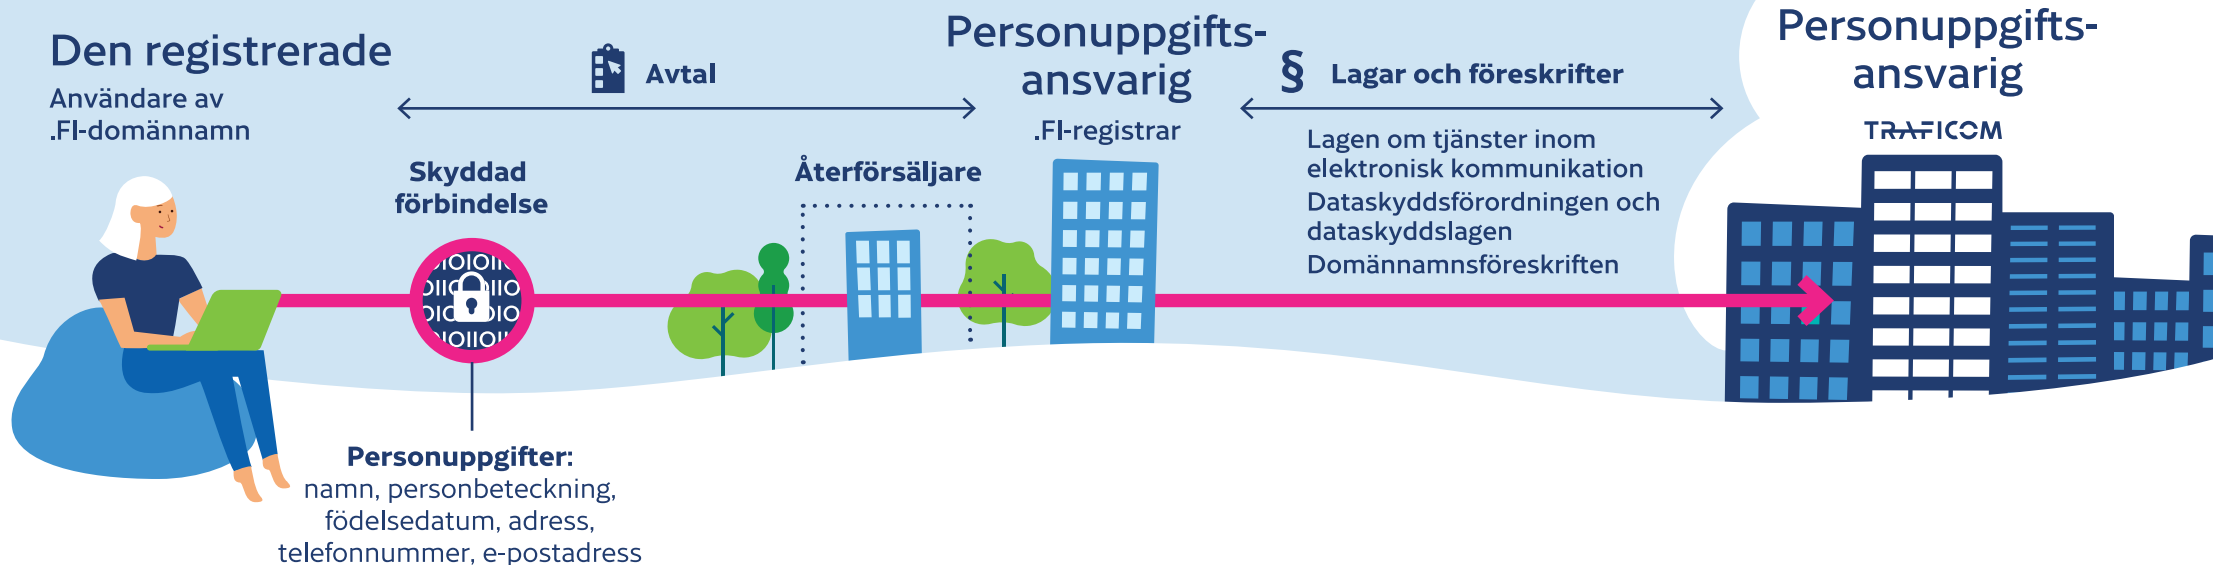 Den registrerade
Användare av
.FI-domännamn
Avtal
Skyddad
förbindelse
Personuppgifter:
namn, personbeteckning,
födelsedatum, adress,
telefonnummer, e-postadress
Återförsäljare
Personuppgifts-
ansvarig
.FI-registrar
§ Lagar och föreskrifter
Lagen om tjänster inom
elektronisk kommunikation
Dataskyddsförordningen och
dataskyddslagen
Domännamnsföreskriften
Personuppgifts-
ansvarig
TRAFICOM